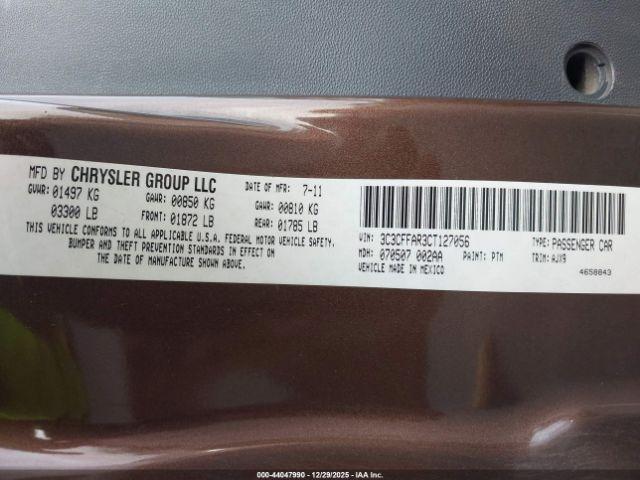 MFD BY CHRYSLER GROUP LLC DATE OF MFR: 7-11
GVWR: 01497 KG GAWR: 00850 KG GAWR: 00810 KG
03300 LB FRONT: 01872 LB REAR: 01785 LB
THIS VEHICLE CONFORMS TO ALL APPLICABLE U.S.A. FEDERAL MOTOR VEHICLE SAFETY,
BUMPER AND THEFT PREVENTION STANDARDS IN EFFECT ON
THE DATE OF MANUFACTURE SHOWN ABOVE.
VIN: 3C3CFFAR3CT127056 TYPE: PASSENGER CAR
MDH: 070507 002AA PAINT: PTM TRIM: AJX9
VEHICLE MADE IN MEXICO 4658843
000-44047990 - 12/29/2025 - IAA, Inc.